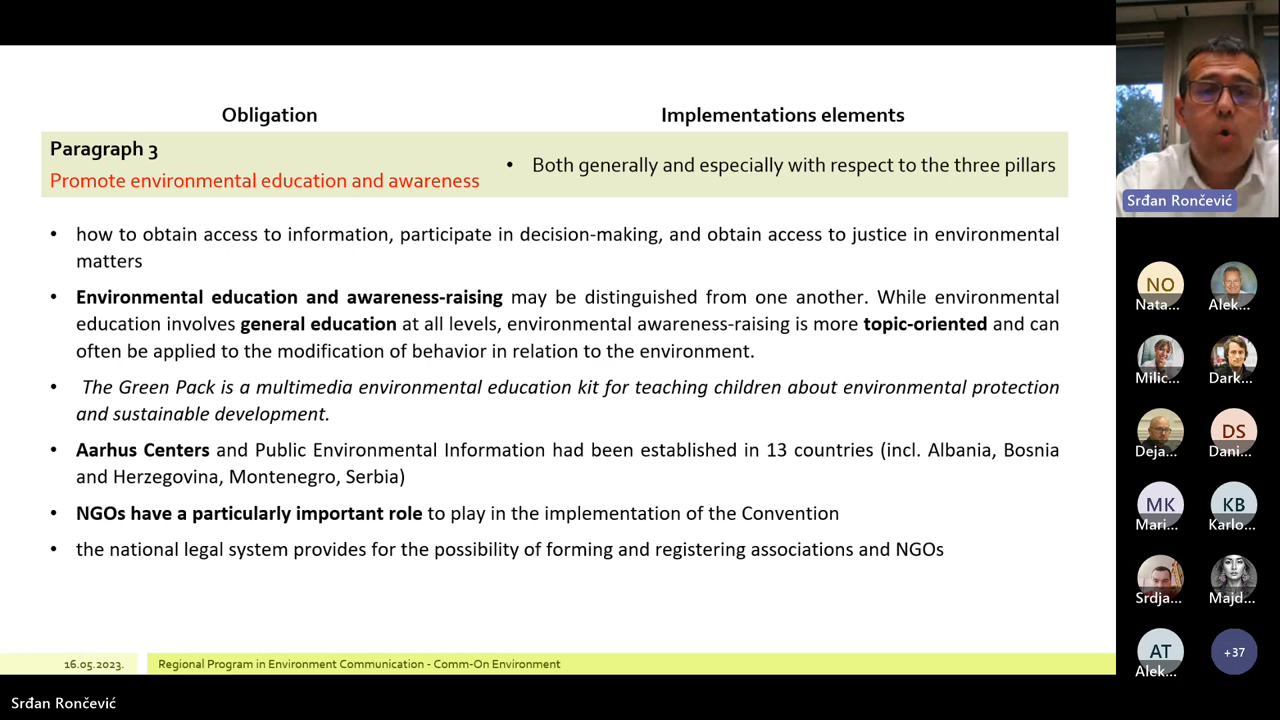 Obligation
Implementations elements
Paragraph 3
Promote environmental education and awareness
• Both generally and especially with respect to the three pillars
• how to obtain access to information, participate in decision-making, and obtain access to justice in environmental
matters
• Environmental education and awareness-raising may be distinguished from one another. While environmental
education involves general education at all levels, environmental awareness-raising is more topic-oriented and can
often be applied to the modification of behavior in relation to the environment.
• The Green Pack is a multimedia environmental education kit for teaching children about environmental protection
and sustainable development.
• Aarhus Centers and Public Environmental Information had been established in 13 countries (incl. Albania, Bosnia
and Herzegovina, Montenegro, Serbia)
• NGOs have a particularly important role to play in the implementation of the Convention
• the national legal system provides for the possibility of forming and registering associations and NGOs
16.05.2023.
Regional Program in Environment Communication - Comm-On Environment
Srđan Rončević
NO
Nata...
Alek...
Milic...
Dark...
Deja...
DS
Dani...
MK
Mari...
KB
Karlo...
Srdja...
Majd...
AT
Alek...
+37
Srđan Rončević